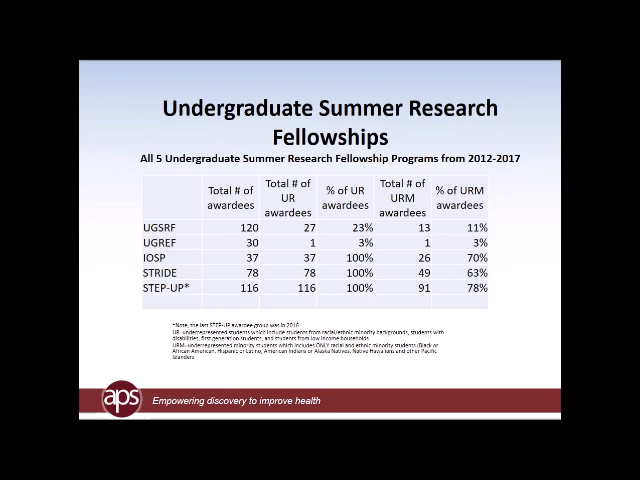 Undergraduate Summer Research
Fellowships
All 5 Undergraduate Summer Research Fellowship Programs from 2012-2017
Total # of awardees | Total # of UR awardees | % of UR awardees | Total # of URM awardees | % of URM awardees
UGSRF 120 27 23% 13 11%
UGREF 30 1 3% 1 3%
IOSP 37 37 100% 26 70%
STRIDE 78 78 100% 49 63%
STEP-UP* 116 116 100% 91 78%
*Note, the last STEP-UP awardee group was in 2016
UR=underrepresented students which include students from racial/ethnic minority backgrounds, students with
disabilities, first generation students, and students from low income households
URM=underrepresented minority students which includes ONLY racial and ethnic minority students (Black or
African American, Hispanic or Latino, American Indians or Alaska Natives, Native Hawaiians and other Pacific
Islanders
aps
Empowering discovery to improve health